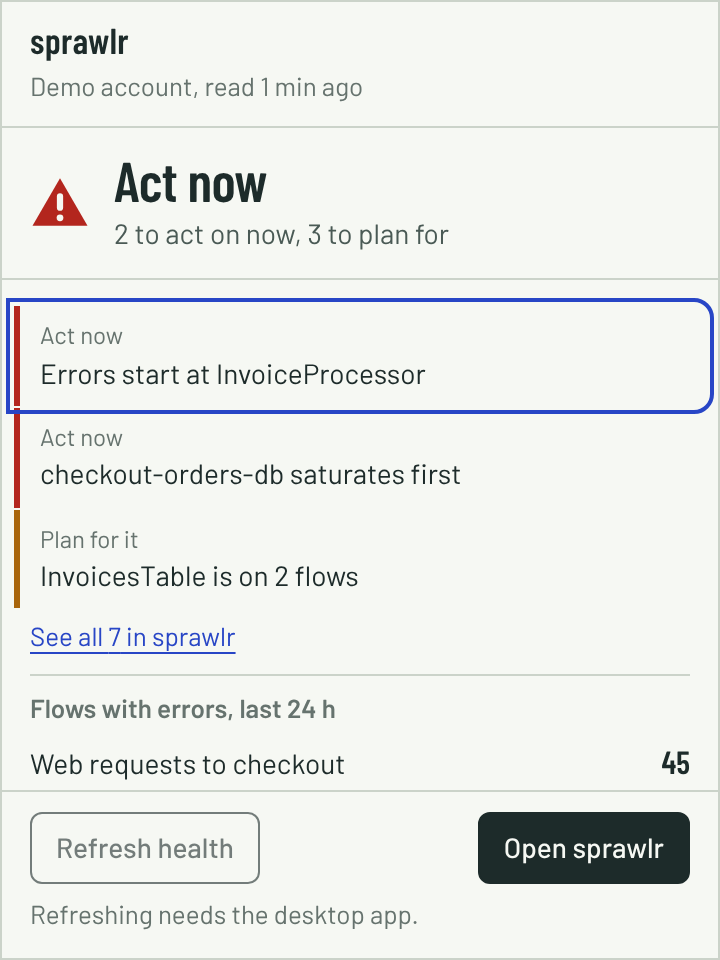 sprawlr
Demo account, read 1 min ago
Act now
2 to act on now, 3 to plan for
Act now
Errors start at InvoiceProcessor
Act now
checkout-orders-db saturates first
Plan for it
InvoicesTable is on 2 flows
See all 7 in sprawlr
Flows with errors, last 24 h
Web requests to checkout 45
Refresh health Open sprawlr
Refreshing needs the desktop app.